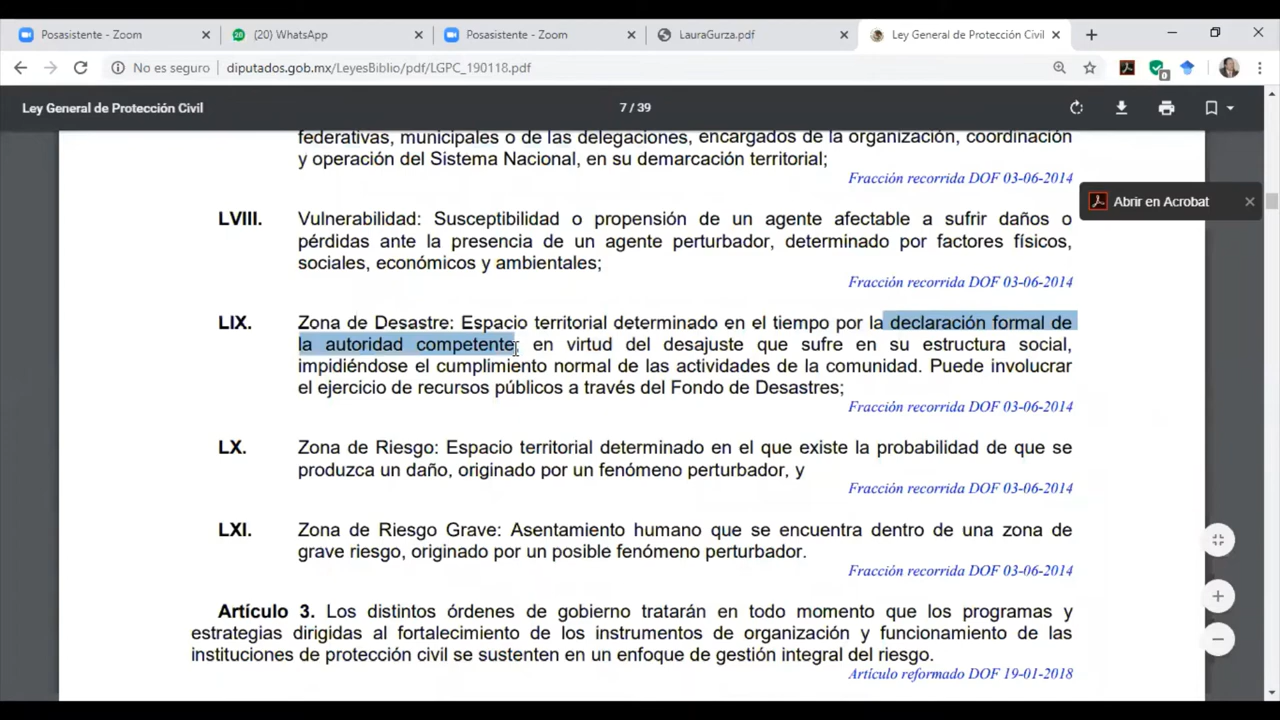 Posasistente - Zoom
(20) WhatsApp
Posasistente - Zoom
LauraGurza.pdf
Ley General de Protección Civil
No es seguro
diputados.gob.mx/LeyesBiblio/pdf/LGPC_190118.pdf
0
Ley General de Protección Civil
7 / 39
federativas, municipales o de las delegaciones, encargados de la organización, coordinación
y operación del Sistema Nacional, en su demarcación territorial;
Fracción recorrida DOF 03-06-2014
Abrir en Acrobat
LVIII. Vulnerabilidad: Susceptibilidad o propensión de un agente afectable a sufrir daños o
pérdidas ante la presencia de un agente perturbador, determinado por factores físicos,
sociales, económicos y ambientales;
Fracción recorrida DOF 03-06-2014
LIX. Zona de Desastre: Espacio territorial determinado en el tiempo por la declaración formal de
la autoridad competente, en virtud del desajuste que sufre en su estructura social,
impidiéndose el cumplimiento normal de las actividades de la comunidad. Puede involucrar
el ejercicio de recursos públicos a través del Fondo de Desastres;
Fracción recorrida DOF 03-06-2014
LX. Zona de Riesgo: Espacio territorial determinado en el que existe la probabilidad de que se
produzca un daño, originado por un fenómeno perturbador, y
Fracción recorrida DOF 03-06-2014
LXI. Zona de Riesgo Grave: Asentamiento humano que se encuentra dentro de una zona de
grave riesgo, originado por un posible fenómeno perturbador.
Fracción recorrida DOF 03-06-2014
Artículo 3. Los distintos órdenes de gobierno tratarán en todo momento que los programas y
estrategias dirigidas al fortalecimiento de los instrumentos de organización y funcionamiento de las
instituciones de protección civil se sustenten en un enfoque de gestión integral del riesgo.
Artículo reformado DOF 19-01-2018